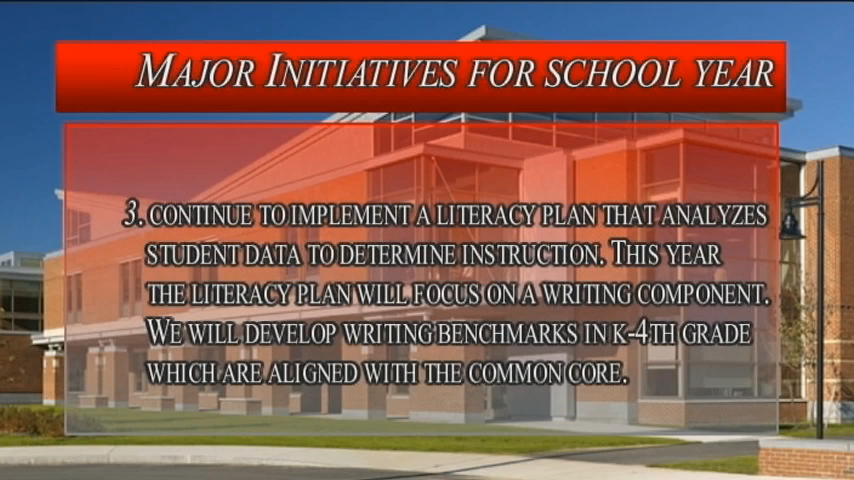 MAJOR INITIATIVES FOR SCHOOL YEAR
3. CONTINUE TO IMPLEMENT A LITERACY PLAN THAT ANALYZES
STUDENT DATA TO DETERMINE INSTRUCTION. THIS YEAR
THE LITERACY PLAN WILL FOCUS ON A WRITING COMPONENT.
WE WILL DEVELOP WRITING BENCHMARKS IN K-4TH GRADE
WHICH ARE ALIGNED WITH THE COMMON CORE.